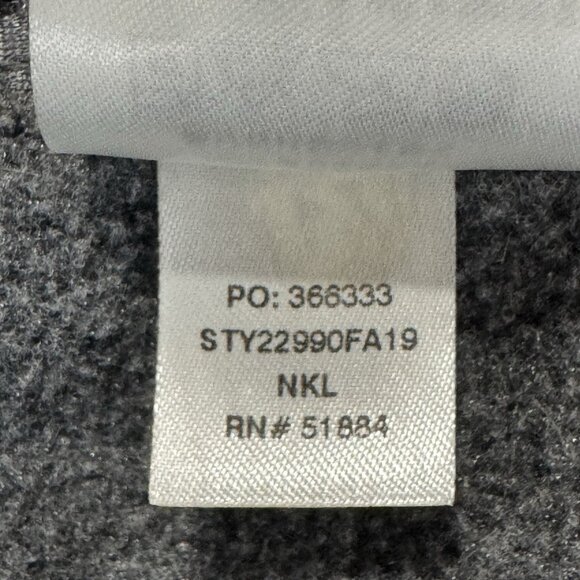 PO: 366333
STY22990FA19
NKL
RN# 51884